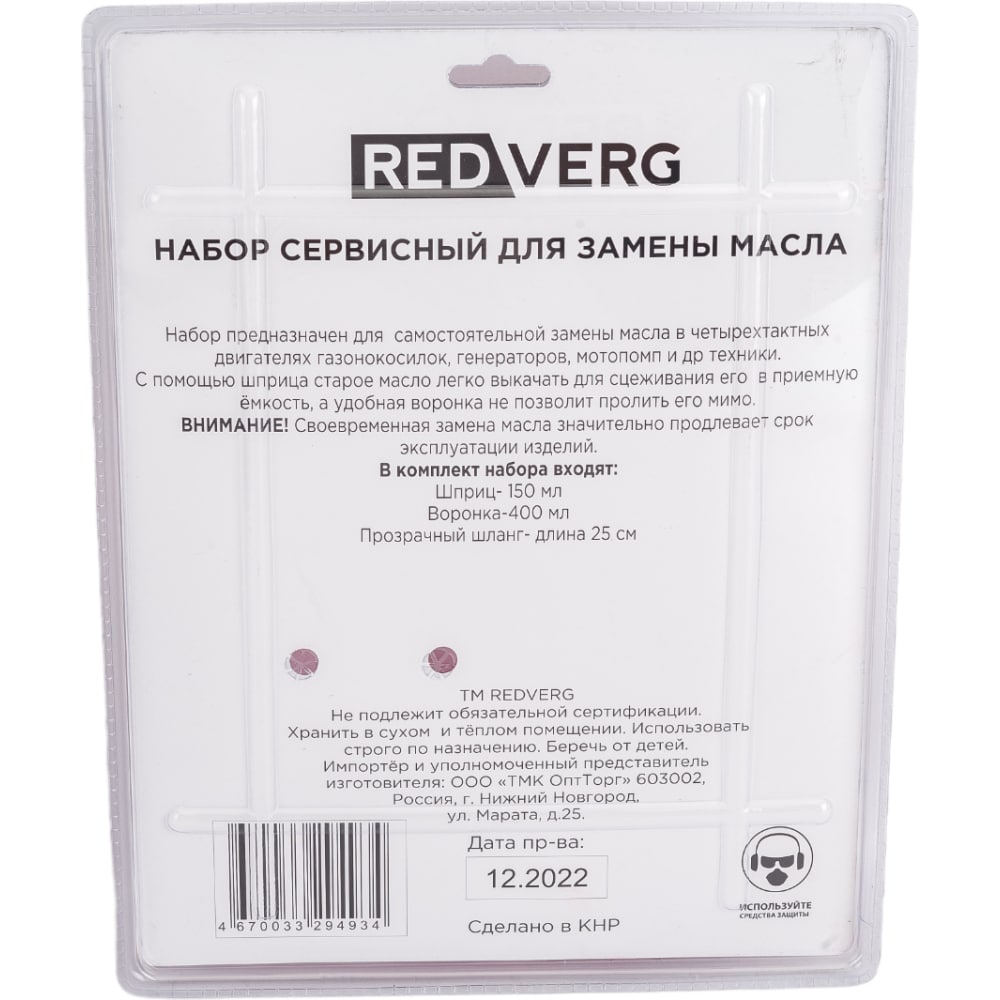 REDVERG
НАБОР СЕРВИСНЫЙ ДЛЯ ЗАМЕНЫ МАСЛА
Набор предназначен для самостоятельной замены масла в четырехтактных
двигателях газонокосилок, генераторов, мотопомп и др техники.
С помощью шприца старое масло легко выкачать для сцеживания его в приемную
ёмкость, а удобная воронка не позволит пролить его мимо.
ВНИМАНИЕ! Своевременная замена масла значительно продлевает срок
эксплуатации изделий.
В комплект набора входят:
Шприц- 150 мл
Воронка-400 мл
Прозрачный шланг- длина 25 см
ТМ REDVERG
Не подлежит обязательной сертификации.
Хранить в сухом и тёплом помещении. Использовать
строго по назначению. Беречь от детей.
Импортёр и уполномоченный представитель
изготовителя: ООО «ТМК ОптТорг» 603002,
Россия, г. Нижний Новгород,
ул. Марата, д.25.
Дата пр-ва:
12.2022
Сделано в КНР
4 670033 294934
ИСПОЛЬЗУЙТЕ
СРЕДСТВА ЗАЩИТЫ